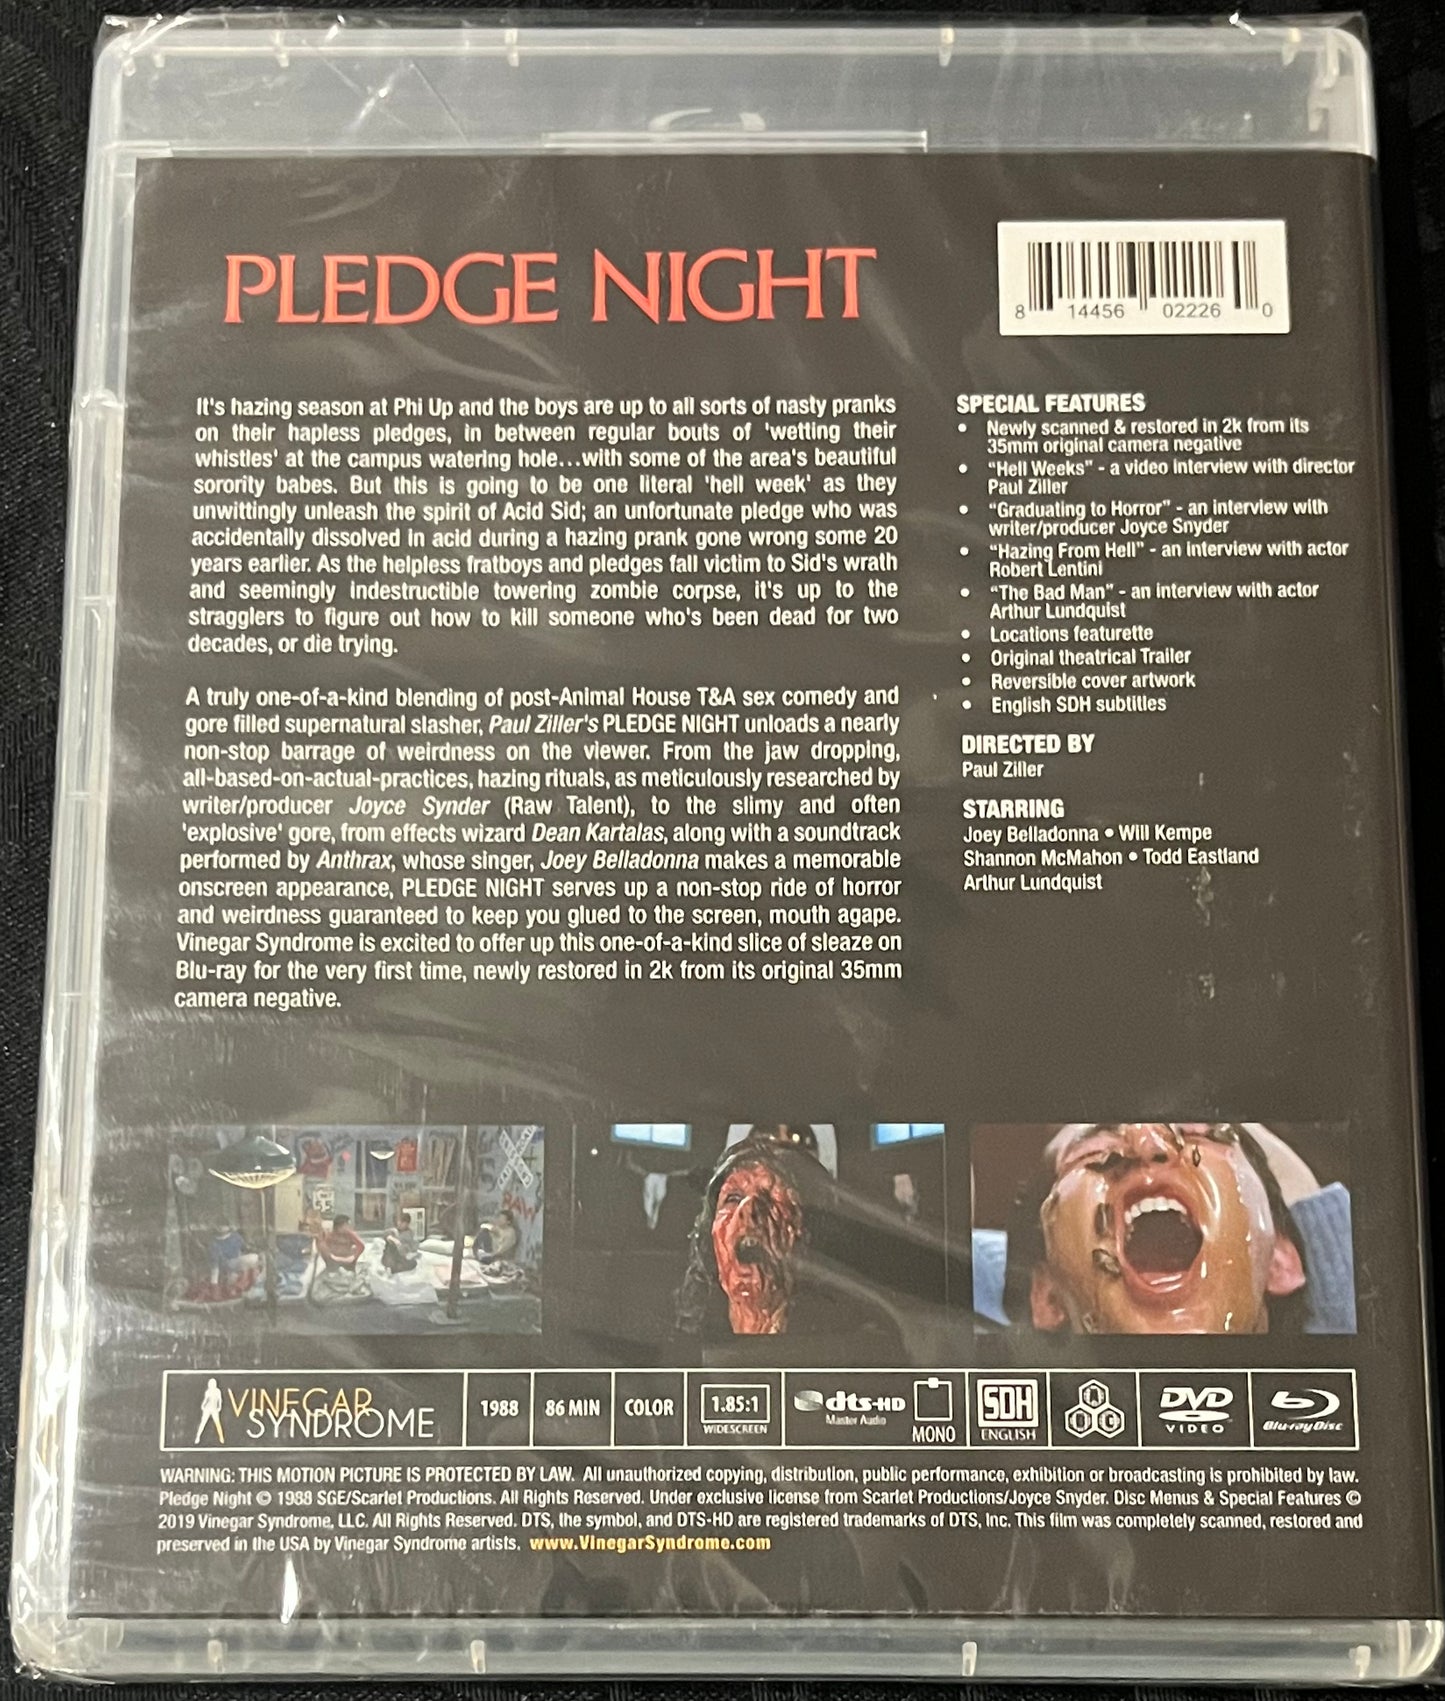 PLEDGE NIGHT
8 14456 02226 0
It's hazing season at Phi Up and the boys are up to all sorts of nasty pranks
on their hapless pledges, in between regular bouts of 'wetting their
whistles' at the campus watering hole...with some of the area's beautiful
sorority babes. But this is going to be one literal 'hell week' as they
unwittingly unleash the spirit of Acid Sid; an unfortunate pledge who was
accidentally dissolved in acid during a hazing prank gone wrong some 20
years earlier. As the helpless fratboys and pledges fall victim to Sid's wrath
and seemingly indestructible towering zombie corpse, it's up to the
stragglers to figure out how to kill someone who's been dead for two
decades, or die trying.
A truly one-of-a-kind blending of post-Animal House T&A sex comedy and
gore filled supernatural slasher, Paul Ziller's PLEDGE NIGHT unloads a nearly
non-stop barrage of weirdness on the viewer. From the jaw dropping,
all-based-on-actual-practices, hazing rituals, as meticulously researched by
writer/producer Joyce Synder (Raw Talent), to the slimy and often
'explosive' gore, from effects wizard Dean Kartalas, along with a soundtrack
performed by Anthrax, whose singer, Joey Belladonna makes a memorable
onscreen appearance, PLEDGE NIGHT serves up a non-stop ride of horror
and weirdness guaranteed to keep you glued to the screen, mouth agape.
Vinegar Syndrome is excited to offer up this one-of-a-kind slice of sleaze on
Blu-ray for the very first time, newly restored in 2k from its original 35mm
camera negative.
SPECIAL FEATURES
• Newly scanned & restored in 2k from its
35mm original camera negative
• "Hell Weeks" - a video interview with director
Paul Ziller
• "Graduating to Horror" - an interview with
writer/producer Joyce Snyder
• "Hazing From Hell" - an interview with actor
Robert Lentini
• "The Bad Man" - an interview with actor
Arthur Lundquist
• Locations featurette
• Original theatrical Trailer
• Reversible cover artwork
• English SDH subtitles
DIRECTED BY
Paul Ziller
STARRING
Joey Belladonna • Will Kempe
Shannon McMahon • Todd Eastland
Arthur Lundquist
VINEGAR
SYNDROME
1988
86 MIN
COLOR
1.85:1
WIDESCREEN
dts-HD
Master Audio
MONO
SDH
ENGLISH
DVD
VIDEO
Blu-ray Disc
WARNING: THIS MOTION PICTURE IS PROTECTED BY LAW. All unauthorized copying, distribution, public performance, exhibition or broadcasting is prohibited by law.
Pledge Night © 1988 SGE/Scarlet Productions. All Rights Reserved. Under exclusive license from Scarlet Productions/Joyce Snyder. Disc Menus & Special Features ©
2019 Vinegar Syndrome, LLC. All Rights Reserved. DTS, the symbol, and DTS-HD are registered trademarks of DTS, Inc. This film was completely scanned, restored and
preserved in the USA by Vinegar Syndrome artists. www.VinegarSyndrome.com